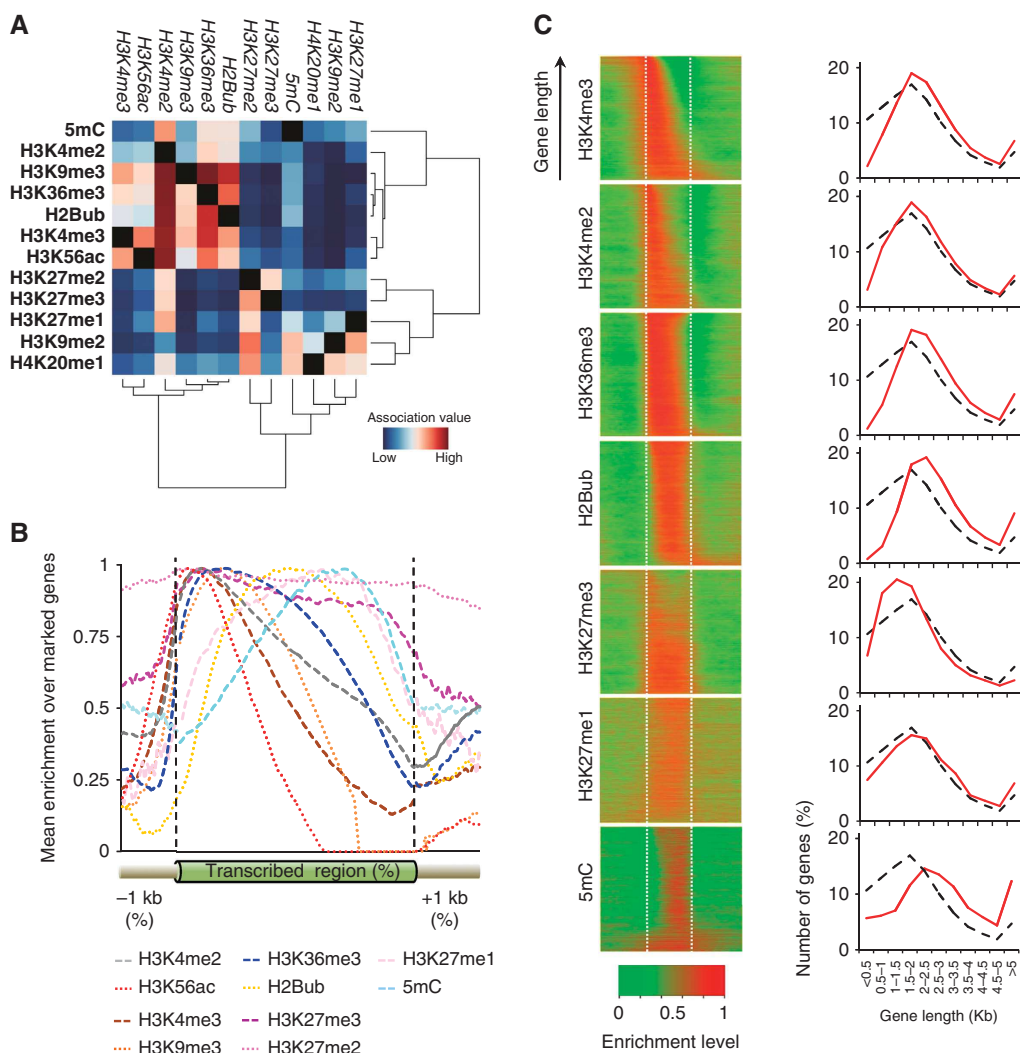 A
H3K4me3
H3K56ac
H3K4me2
H3K9me3
H3K36me3
H2Bub
H3K27me2
H3K27me3
5mC
H4K20me1
H3K9me2
H3K27me1
5mC
H3K4me2
H3K9me3
H3K36me3
H2Bub
H3K4me3
H3K56ac
H3K27me2
H3K27me3
H3K27me1
H3K9me2
H4K20me1
Association value
Low High
B
Mean enrichment over marked genes
1
0.75
0.5
0.25
0
Transcribed region (%)
–1 kb
(%)
+1 kb
(%)
H3K4me2 H3K36me3 H3K27me1
H3K56ac H2Bub 5mC
H3K4me3 H3K27me3
H3K9me3 H3K27me2
C
Gene length
H3K4me3
H3K4me2
H3K36me3
H2Bub
H3K27me3
H3K27me1
5mC
0 0.5 1
Enrichment level
20
10
0
20
10
0
20
10
0
20
10
0
20
10
0
20
10
0
20
10
0
Number of genes (%)
<0.5
0.5–1
1–1.5
1.5–2
2–2.5
2.5–3
3–3.5
3.5–4
4–4.5
4.5–5
>5
Gene length (Kb)